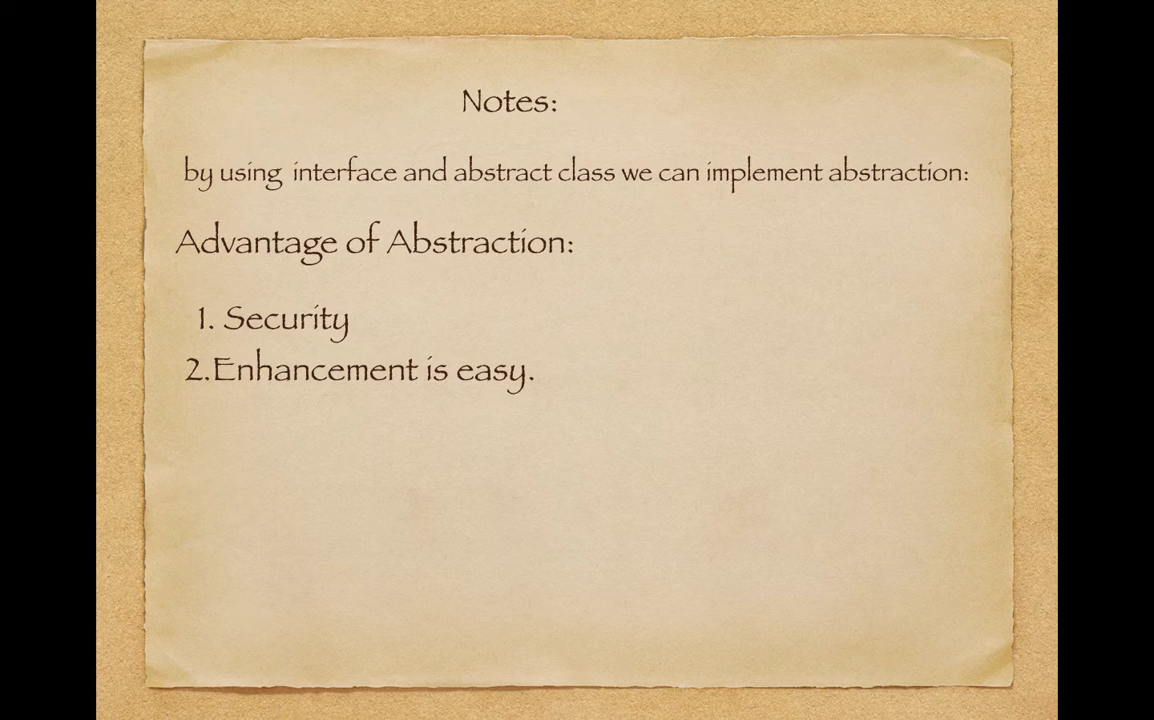 Notes:
by using interface and abstract class we can implement abstraction:
Advantage of Abstraction:
1. Security
2.Enhancement is easy.